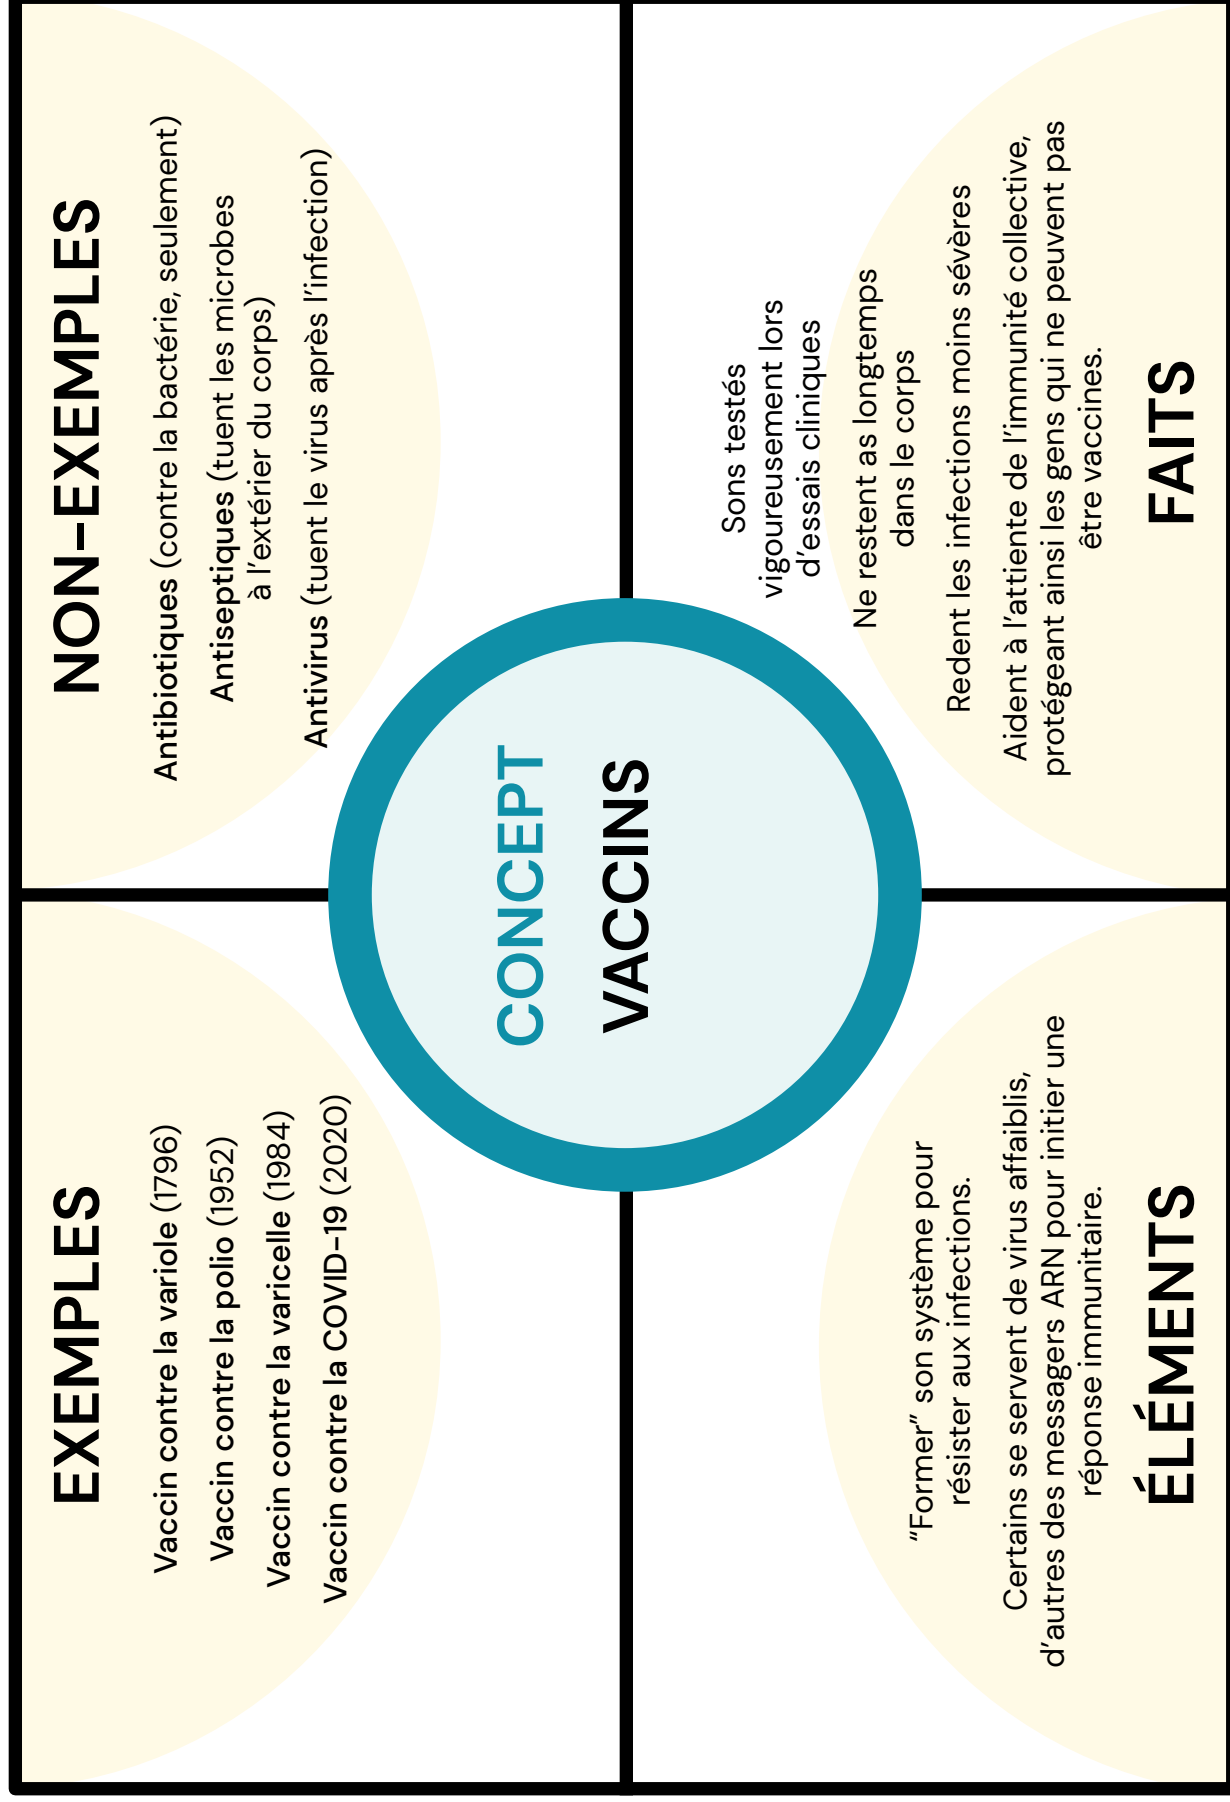 EXEMPLES
Vaccin contre la variole (1796)
Vaccin contre la polio (1952)
Vaccin contre la varicelle (1984)
Vaccin contre la COVID-19 (2020)
NON-EXEMPLES
Antibiotiques (contre la bactérie, seulement)
Antiseptiques (tuent les microbes
à l'extérier du corps)
Antivirus (tuent le virus après l'infection)
CONCEPT
VACCINS
"Former" son système pour
résister aux infections.
Certains se servent de virus affaiblis,
d'autres des messagers ARN pour initier une
réponse immunitaire.
ÉLÉMENTS
Sons testés
vigoureusement lors
d'essais cliniques
Ne restent as longtemps
dans le corps
Redent les infections moins sévères
Aident à l'attiente de l'immunité collective,
protégeant ainsi les gens qui ne peuvent pas
être vaccines.
FAITS